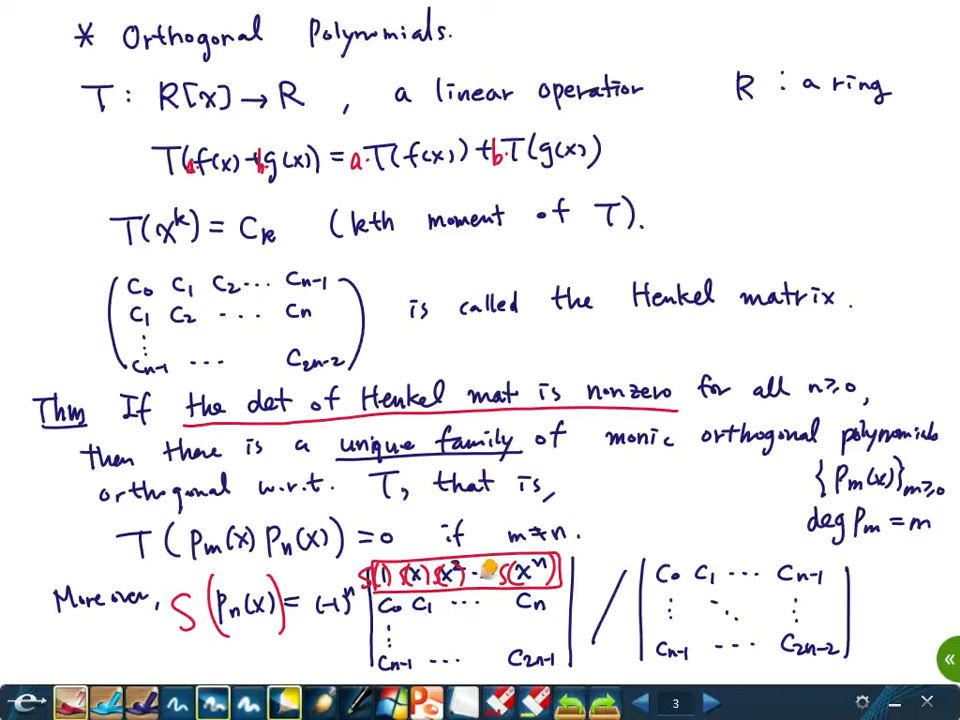 * Orthogonal Polynomials.
T : R[x] → R , a linear operatior R : a ring
T(a·f(x)+b·g(x)) = a·T(f(x))+b·T(g(x))
T(x^k) = C_k (kth moment of T).
C0 C1 C2 ... Cn-1
C1 C2 ... Cn is called the Henkel matrix.
⋮
Cn-1 ... C2n-2
Thm If the det of Henkel mat is nonzero for all n≥0,
then there is a unique family of monic orthogonal polynomials
orthogonal w.r.t. T, that is, {Pm(x)}m≥0
T(Pm(x)Pn(x))=0 if m≠n. deg Pm = m
Moreover, S(Pn(x)) = (-1)^n | S(1) S(x) S(x^2) ... S(x^n) | / | C0 C1 ... Cn-1 |
C0 C1 ... Cn ⋮ ⋱ ⋮
⋮ Cn-1 ... C2n-2
Cn-1 ... C2n-1
3